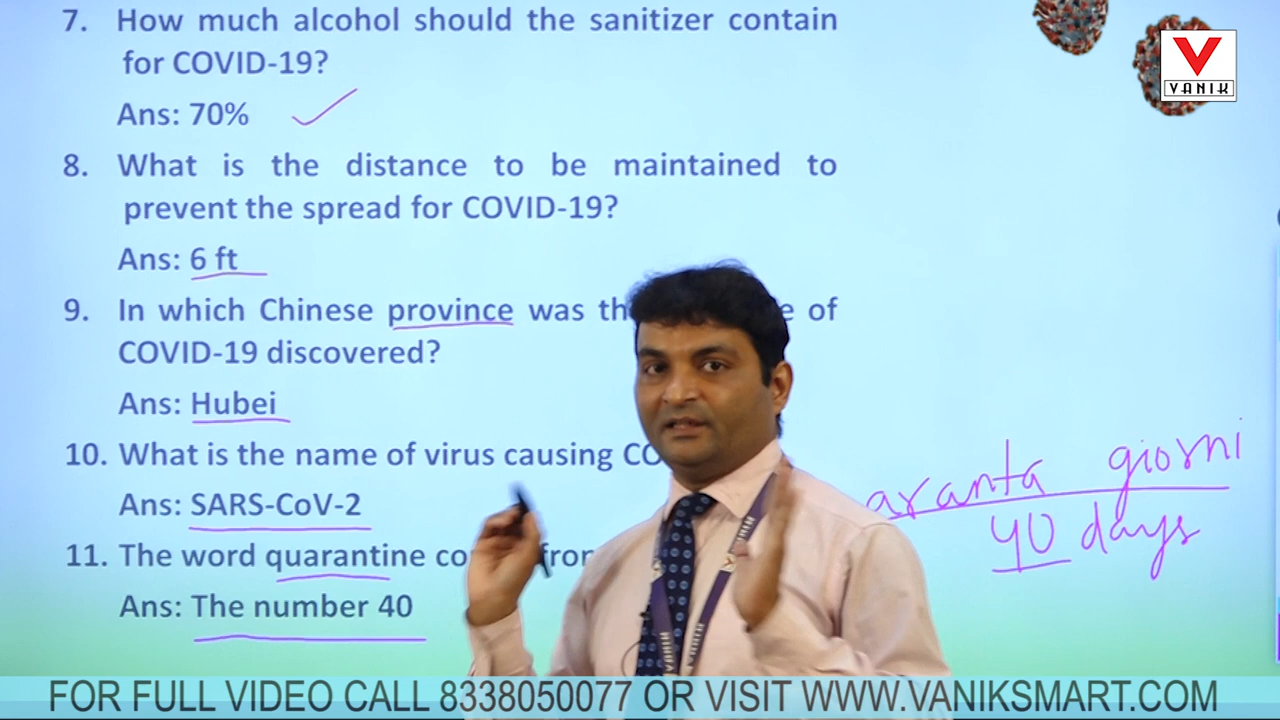 7. How much alcohol should the sanitizer contain
for COVID-19?
Ans: 70%
8. What is the distance to be maintained to
prevent the spread for COVID-19?
Ans: 6 ft
9. In which Chinese province was of
COVID-19 discovered?
Ans: Hubei
10. What is the name of virus causing
Ans: SARS-CoV-2
11. The word quarantine
Ans: The number 40
aranta giorni
40 days
VANIK
VANIK
VANIK
FOR FULL VIDEO CALL 8338050077 OR VISIT WWW.VANIKSMART.COM